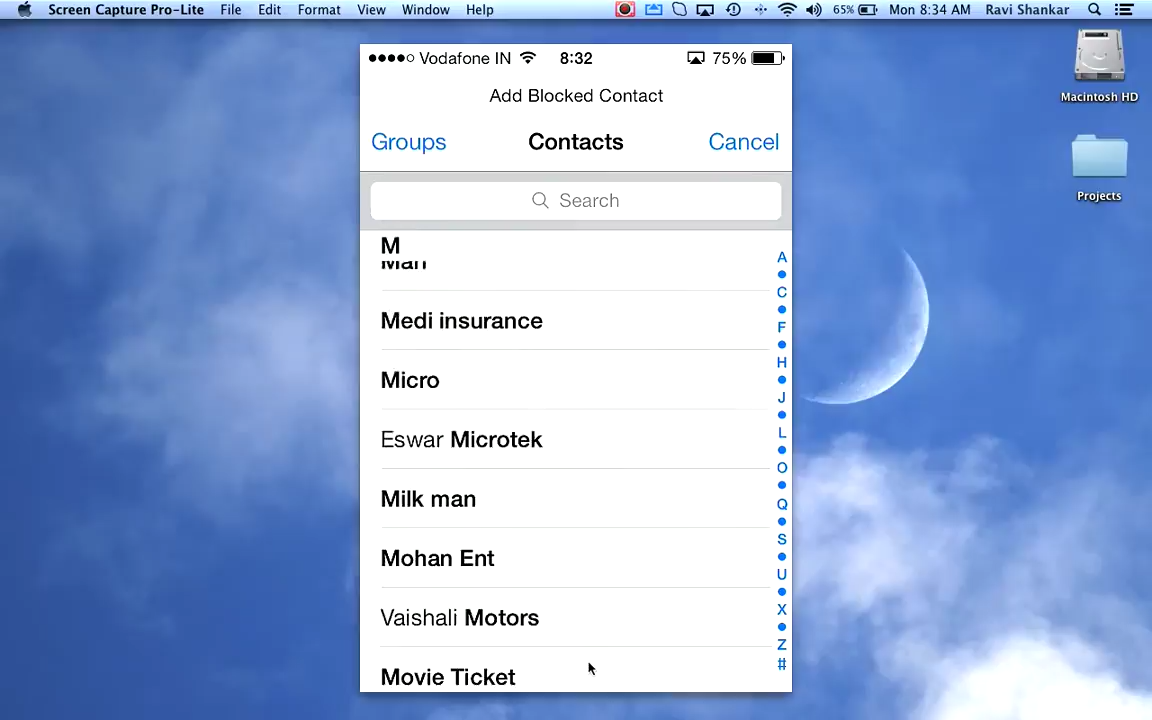 Screen Capture Pro-Lite File Edit Format View Window Help 65% Mon 8:34 AM Ravi Shankar
Macintosh HD
Projects
Vodafone IN 8:32 75%
Add Blocked Contact
Groups Contacts Cancel
Search
M
Man
Medi insurance
Micro
Eswar Microtek
Milk man
Mohan Ent
Vaishali Motors
Movie Ticket
A
C
F
H
J
L
O
Q
S
U
X
Z
#